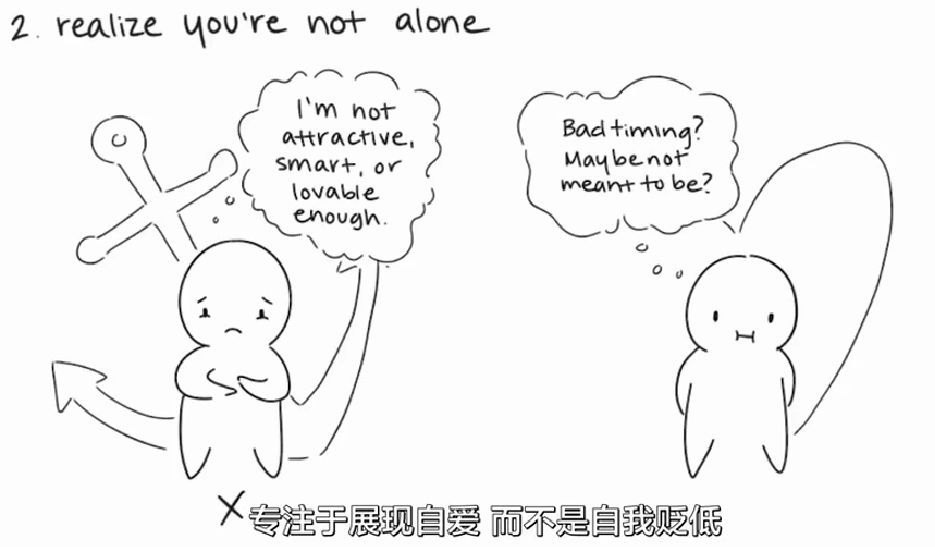 2. realize you're not alone
I'm not
attractive,
smart, or
lovable
enough.
Bad timing?
Maybe not
meant to be?
专注于展现自爱 而不是自我贬低